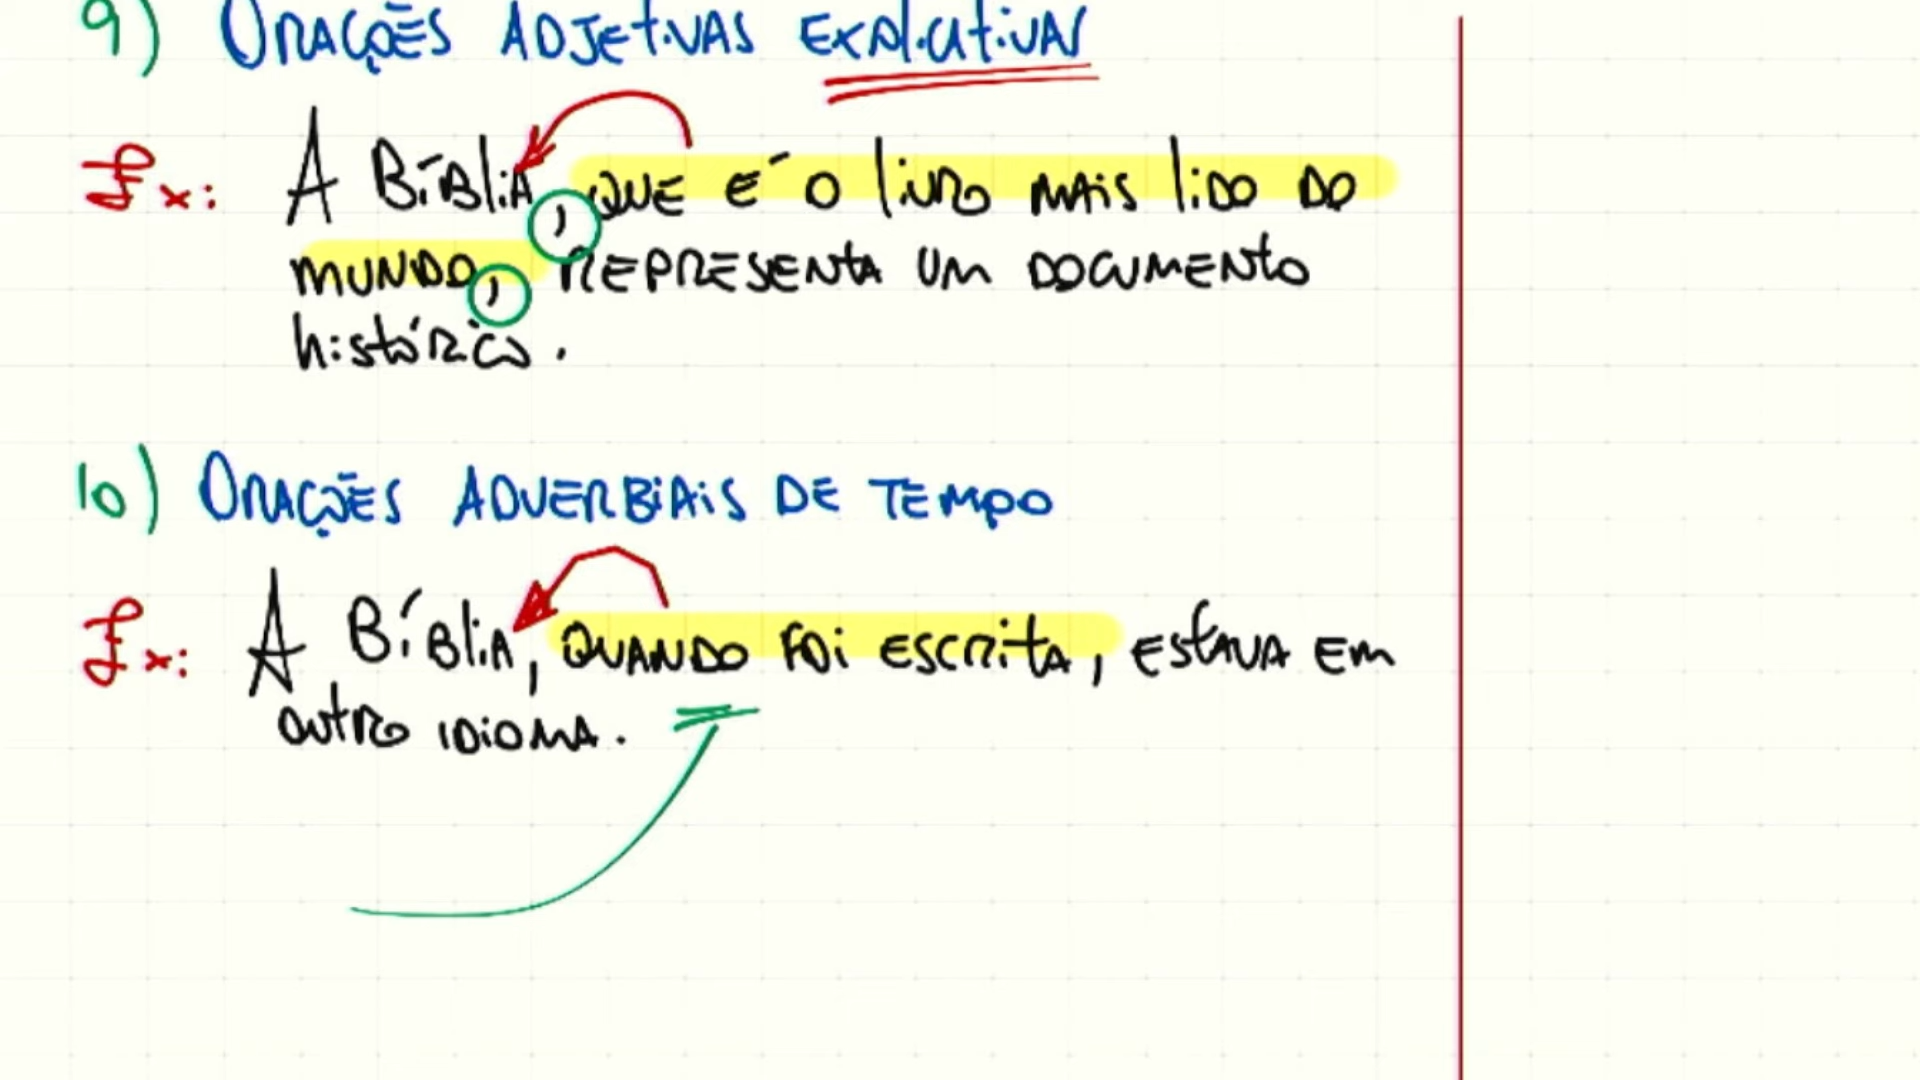 9) ORAÇÕES ADJETIVAS EXPLICATIVAS
Ex: A BÍBLIA, QUE É O LIVRO MAIS LIDO DO
MUNDO, REPRESENTA UM DOCUMENTO
HISTÓRICO.
10) ORAÇÕES ADVERBIAIS DE TEMPO
Ex: A BÍBLIA, QUANDO FOI ESCRITA, ESTAVA EM
OUTRO IDIOMA.